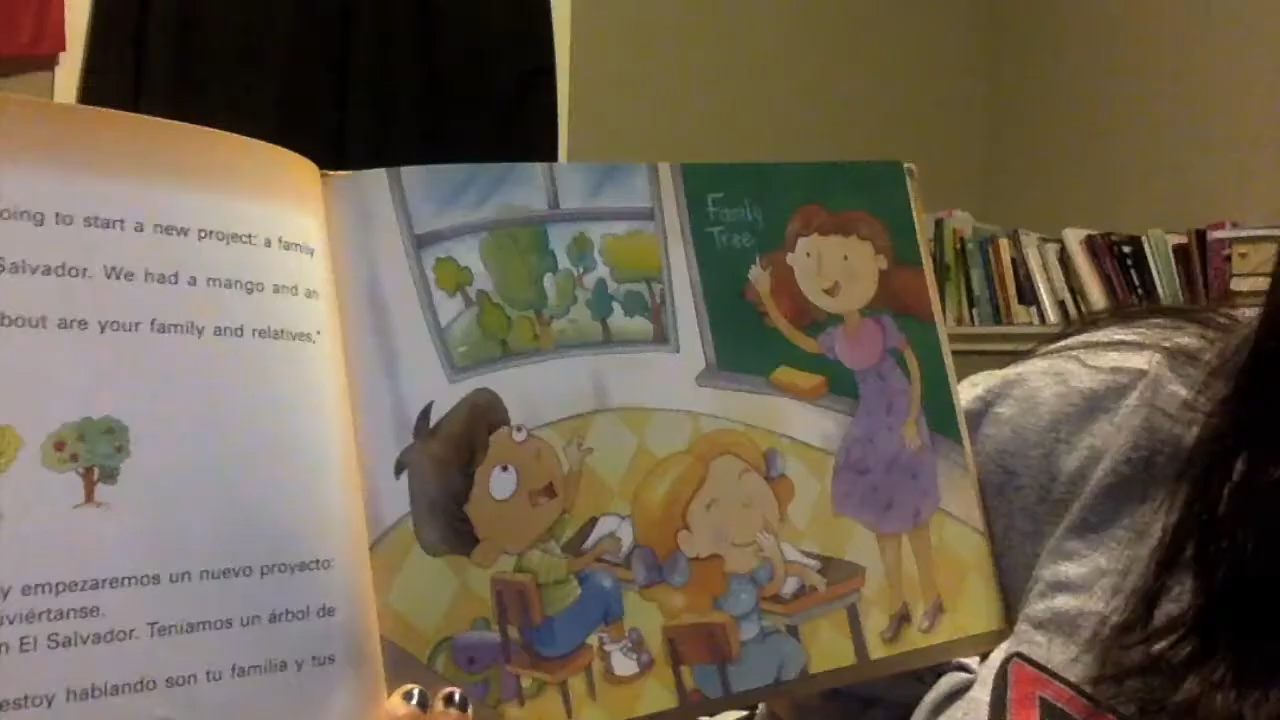 oing to start a new project: a family
Salvador. We had a mango and an
bout are your family and relatives."
y empezaremos un nuevo proyecto:
viértanse.
n El Salvador. Teníamos un árbol de
estoy hablando son tu familia y tus
Family
Tree